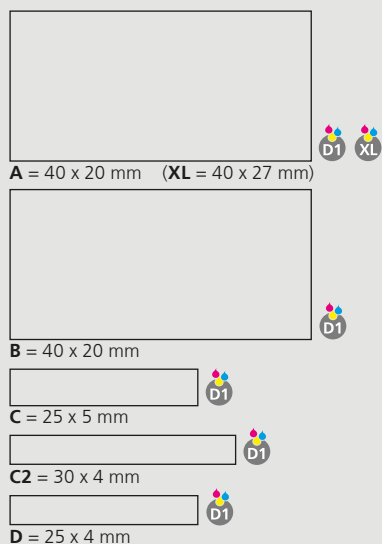 D1 XL
A = 40 x 20 mm (XL = 40 x 27 mm)
D1
B = 40 x 20 mm
D1
C = 25 x 5 mm
D1
C2 = 30 x 4 mm
D1
D = 25 x 4 mm